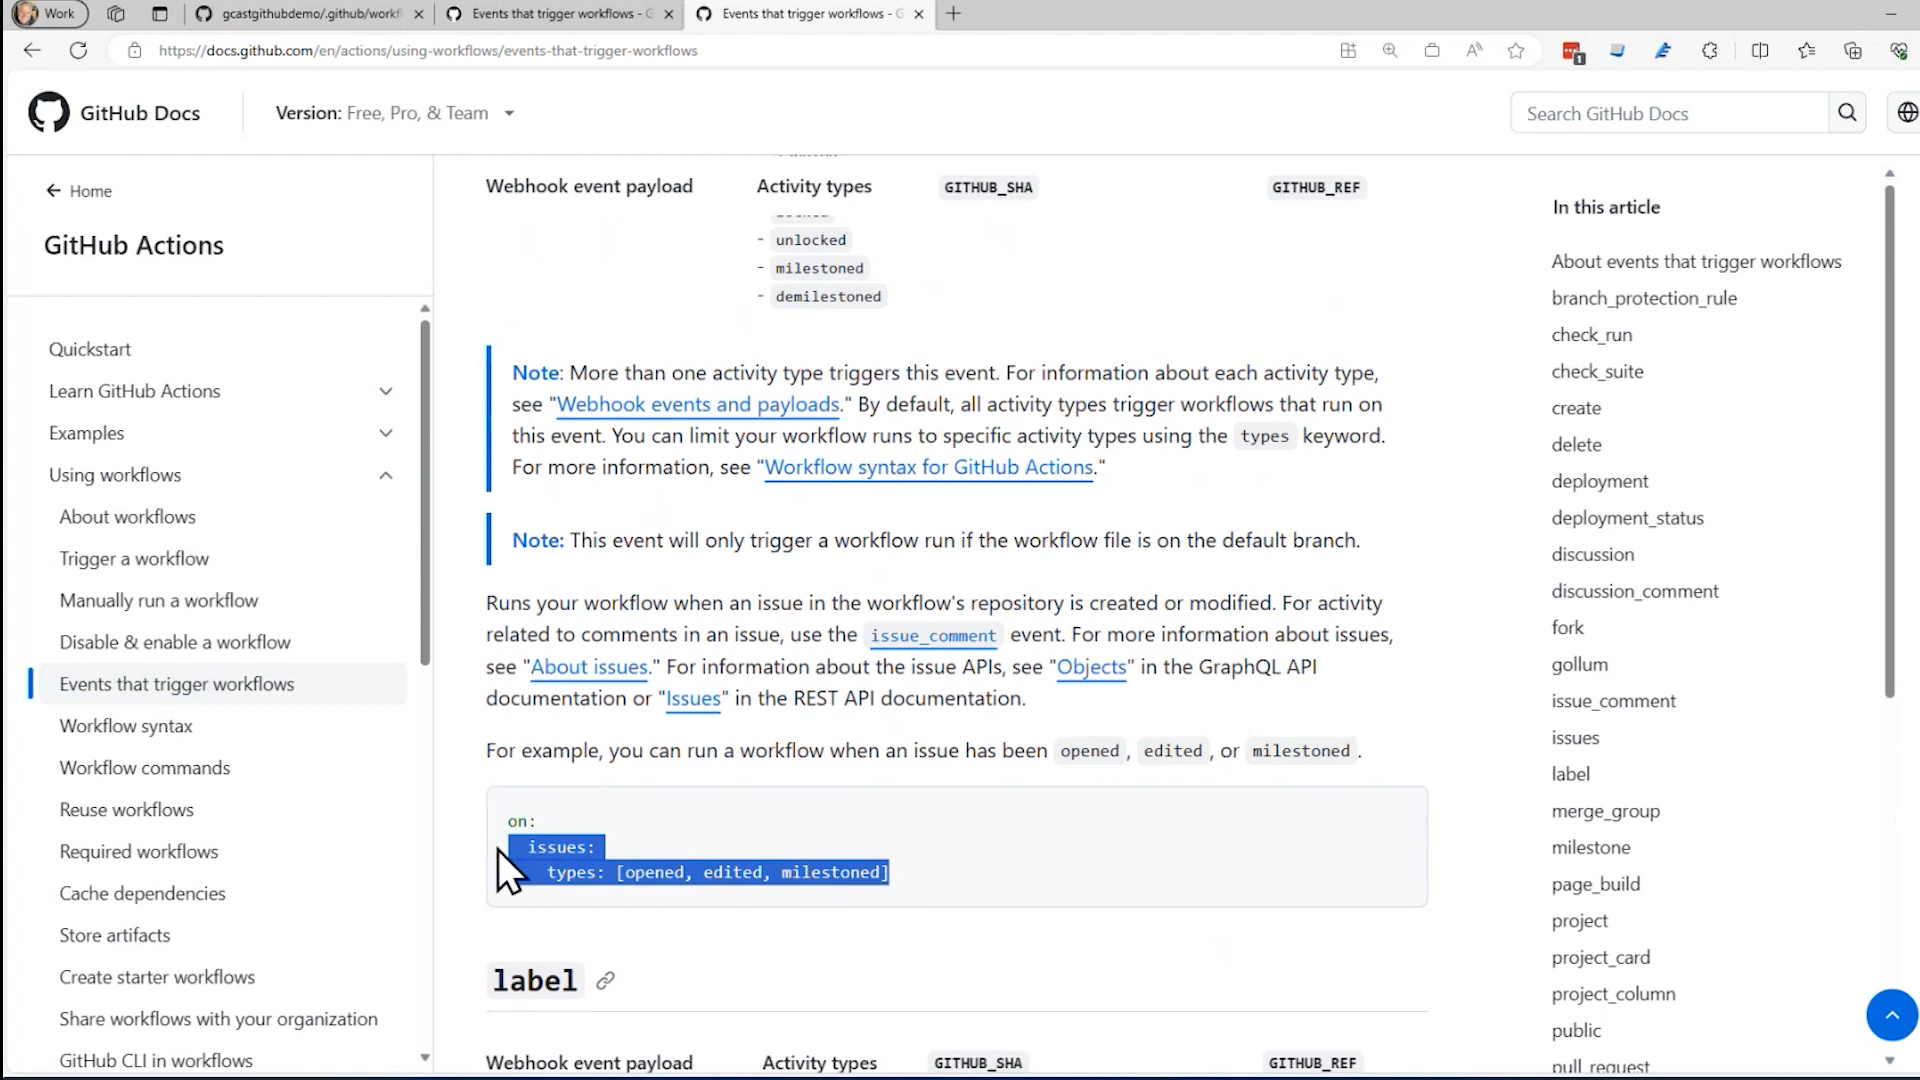 Work
gcastgithubdemo/.github/workf
Events that trigger workflows - G
Events that trigger workflows - G
https://docs.github.com/en/actions/using-workflows/events-that-trigger-workflows
1
GitHub Docs
Version: Free, Pro, & Team
Search GitHub Docs
Home
GitHub Actions
Quickstart
Learn GitHub Actions
Examples
Using workflows
About workflows
Trigger a workflow
Manually run a workflow
Disable & enable a workflow
Events that trigger workflows
Workflow syntax
Workflow commands
Reuse workflows
Required workflows
Cache dependencies
Store artifacts
Create starter workflows
Share workflows with your organization
GitHub CLI in workflows
Webhook event payload Activity types GITHUB_SHA GITHUB_REF
- unlocked
- milestoned
- demilestoned
Note: More than one activity type triggers this event. For information about each activity type,
see "Webhook events and payloads." By default, all activity types trigger workflows that run on
this event. You can limit your workflow runs to specific activity types using the types keyword.
For more information, see "Workflow syntax for GitHub Actions."
Note: This event will only trigger a workflow run if the workflow file is on the default branch.
Runs your workflow when an issue in the workflow's repository is created or modified. For activity
related to comments in an issue, use the issue_comment event. For more information about issues,
see "About issues." For information about the issue APIs, see "Objects" in the GraphQL API
documentation or "Issues" in the REST API documentation.
For example, you can run a workflow when an issue has been opened, edited, or milestoned.
on:
issues:
types: [opened, edited, milestoned]
label
Webhook event payload Activity types GITHUB_SHA GITHUB_REF
In this article
About events that trigger workflows
branch_protection_rule
check_run
check_suite
create
delete
deployment
deployment_status
discussion
discussion_comment
fork
gollum
issue_comment
issues
label
merge_group
milestone
page_build
project
project_card
project_column
public
pull_request